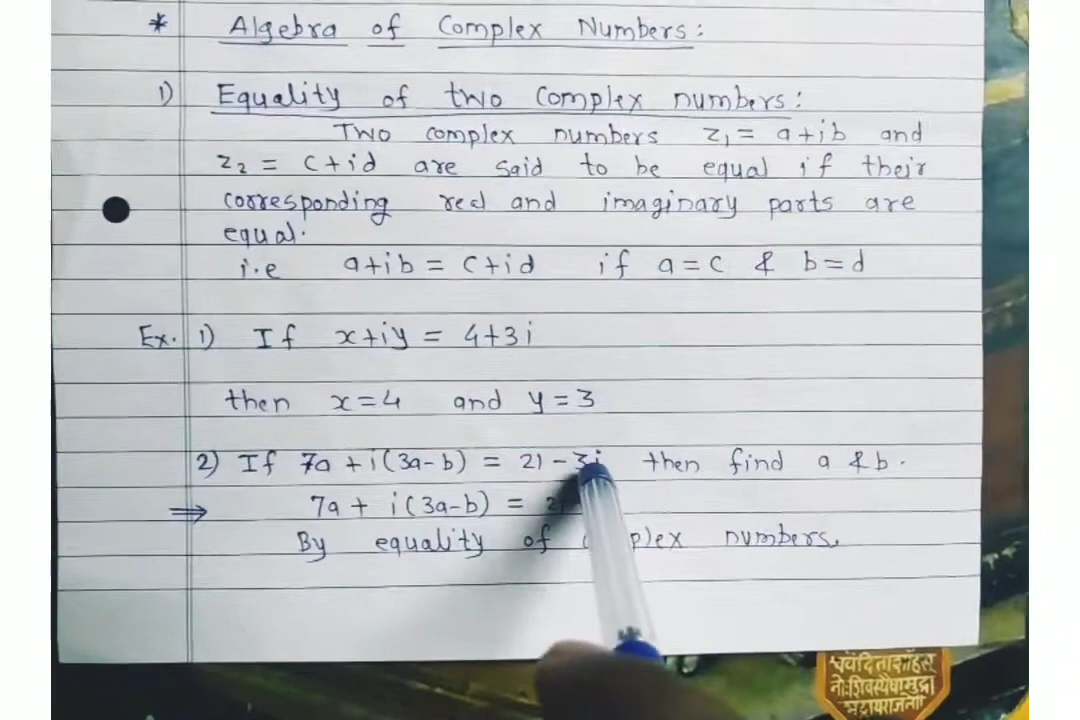 * Algebra of Complex Numbers:
1) Equality of two complex numbers:
Two complex numbers z₁ = a+ib and
z₂ = c+id are said to be equal if their
corresponding real and imaginary parts are
equal.
i.e a+ib = c+id if a=c & b=d
Ex. 1) If x+iy = 4+3i
then x=4 and y=3
2) If 7a + i(3a-b) = 21-3i then find a & b.
⇒ 7a + i(3a-b) =
By equality of numbers.